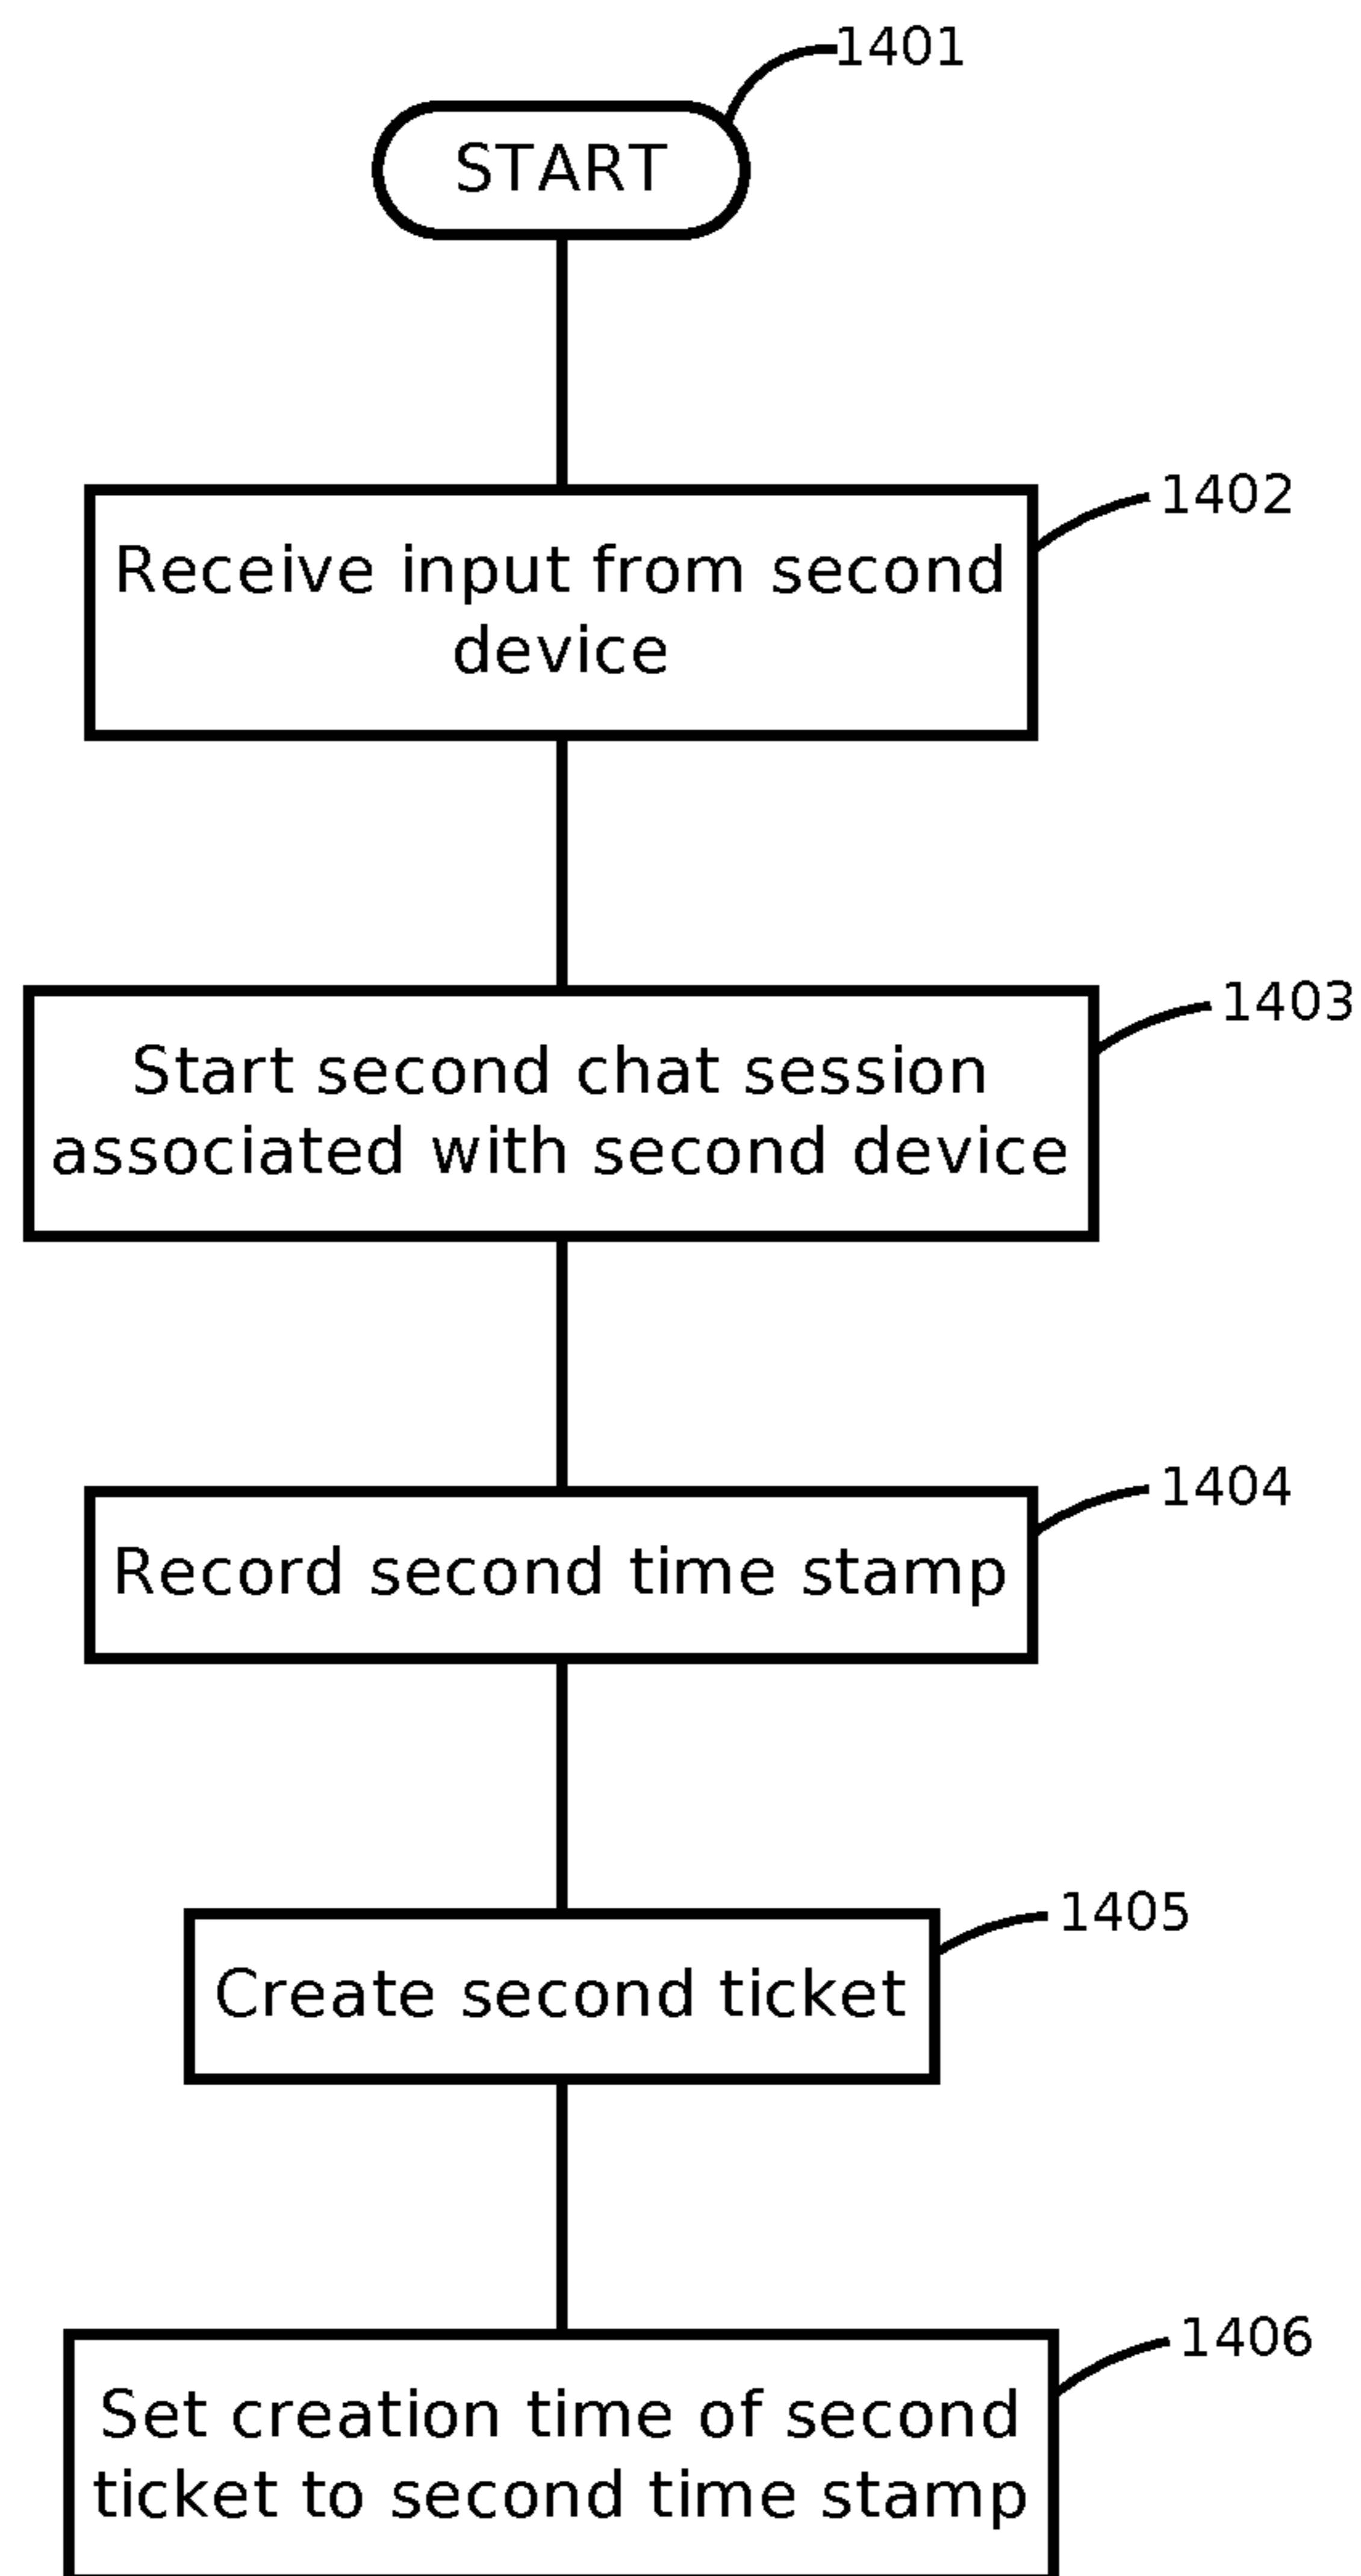 1401
START
1402
Receive input from second
device
1403
Start second chat session
associated with second device
1404
Record second time stamp
1405
Create second ticket
1406
Set creation time of second
ticket to second time stamp